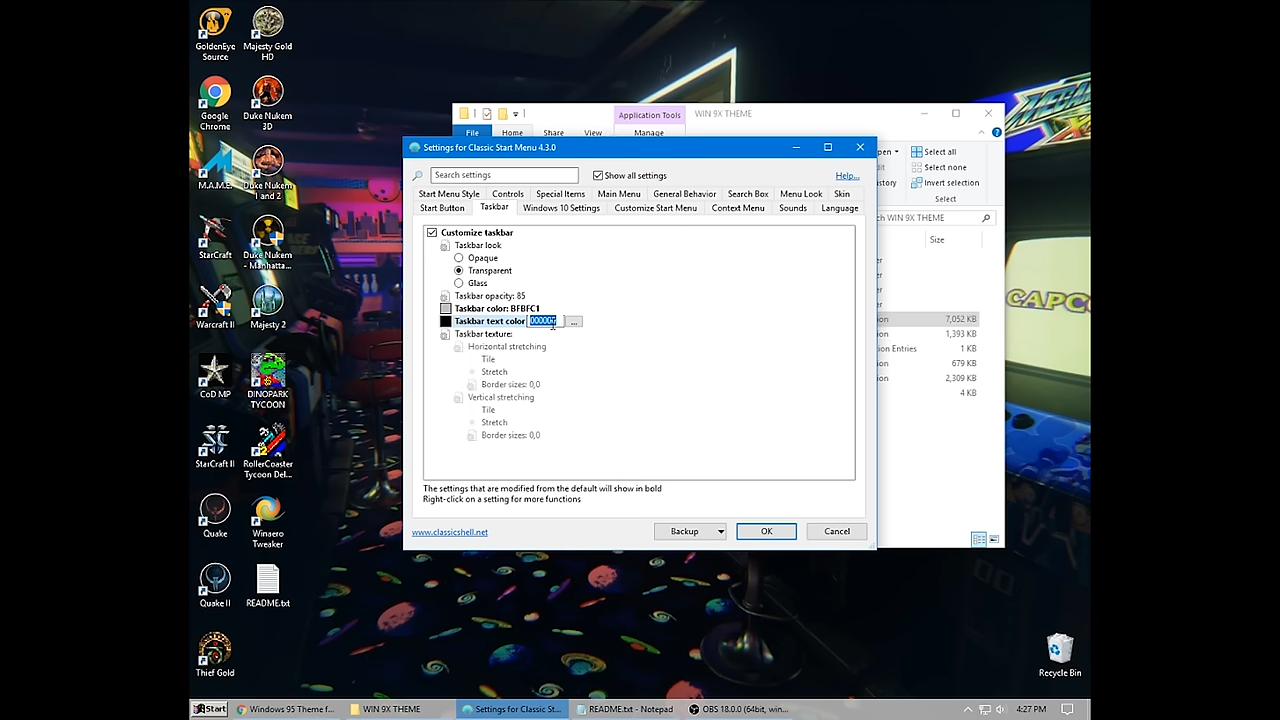 GoldenEye Source
Majesty Gold HD
Google Chrome
Duke Nukem 3D
M.A.M.E.
Duke Nukem 1 and 2
StarCraft
Duke Nukem - Manhatta...
Warcraft II
Majesty 2
CoD MP
DINOPARK TYCOON
StarCraft II
RollerCoaster Tycoon Del...
Quake
Winaero Tweaker
Quake II
README.txt
Thief Gold
Recycle Bin
Application Tools
WIN 9X THEME
File
Home
Share
View
Manage
Select all
Select none
Invert selection
Select
WIN 9X THEME
Size
7,052 KB
1,393 KB
1 KB
679 KB
2,309 KB
4 KB
Settings for Classic Start Menu 4.3.0
Search settings
Show all settings
Help...
Start Menu Style
Controls
Special Items
Main Menu
General Behavior
Search Box
Menu Look
Skin
Start Button
Taskbar
Windows 10 Settings
Customize Start Menu
Context Menu
Sounds
Language
Customize taskbar
Taskbar look
Opaque
Transparent
Glass
Taskbar opacity: 85
Taskbar color: BFBFC1
Taskbar text color
...
Taskbar texture:
Horizontal stretching
Tile
Stretch
Border sizes: 0,0
Vertical stretching
Tile
Stretch
Border sizes: 0,0
The settings that are modified from the default will show in bold
Right-click on a setting for more functions
www.classicshell.net
Backup
OK
Cancel
CAPC
Start
Windows 95 Theme f...
WIN 9X THEME
Settings for Classic St...
README.txt - Notepad
OBS 18.0.0 (64bit, win...
4:27 PM